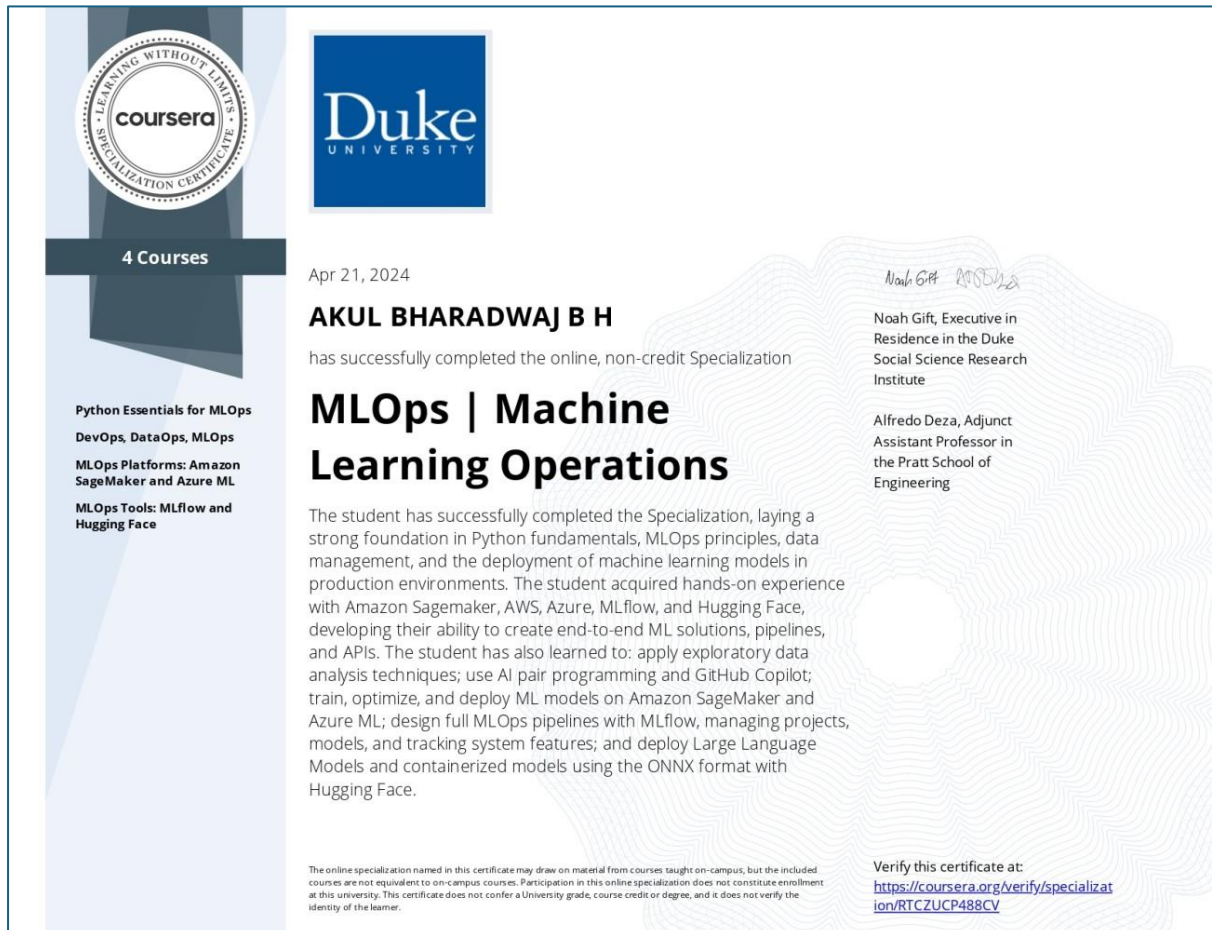 LEARNING WITHOUT LIMITS
coursera
SPECIALIZATION CERTIFICATE
4 Courses
Python Essentials for MLOps
DevOps, DataOps, MLOps
MLOps Platforms: Amazon
SageMaker and Azure ML
MLOps Tools: MLflow and
Hugging Face
Duke
UNIVERSITY
Apr 21, 2024
AKUL BHARADWAJ B H
has successfully completed the online, non-credit Specialization
MLOps | Machine
Learning Operations
The student has successfully completed the Specialization, laying a
strong foundation in Python fundamentals, MLOps principles, data
management, and the deployment of machine learning models in
production environments. The student acquired hands-on experience
with Amazon Sagemaker, AWS, Azure, MLflow, and Hugging Face,
developing their ability to create end-to-end ML solutions, pipelines,
and APIs. The student has also learned to: apply exploratory data
analysis techniques; use AI pair programming and GitHub Copilot;
train, optimize, and deploy ML models on Amazon SageMaker and
Azure ML; design full MLOps pipelines with MLflow, managing projects,
models, and tracking system features; and deploy Large Language
Models and containerized models using the ONNX format with
Hugging Face.
The online specialization named in this certificate may draw on material from courses taught on-campus, but the included
courses are not equivalent to on-campus courses. Participation in this online specialization does not constitute enrollment
at this university. This certificate does not confer a University grade, course credit or degree, and it does not verify the
identity of the learner.
Noah Gift
Noah Gift, Executive in
Residence in the Duke
Social Science Research
Institute
Alfredo Deza, Adjunct
Assistant Professor in
the Pratt School of
Engineering
Verify this certificate at:
https://coursera.org/verify/specializat
ion/RTCZUCP488CV